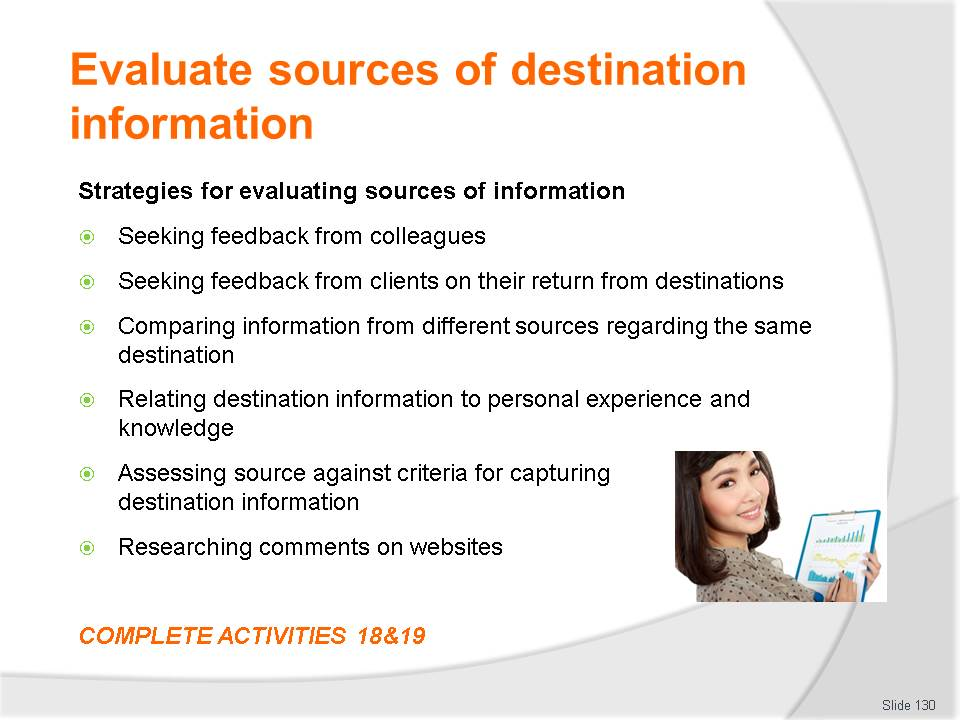 Evaluate sources of destination
information
Strategies for evaluating sources of information
Seeking feedback from colleagues
Seeking feedback from clients on their return from destinations
Comparing information from different sources regarding the same
destination
Relating destination information to personal experience and
knowledge
Assessing source against criteria for capturing
destination information
Researching comments on websites
COMPLETE ACTIVITIES 18&19
Slide 130